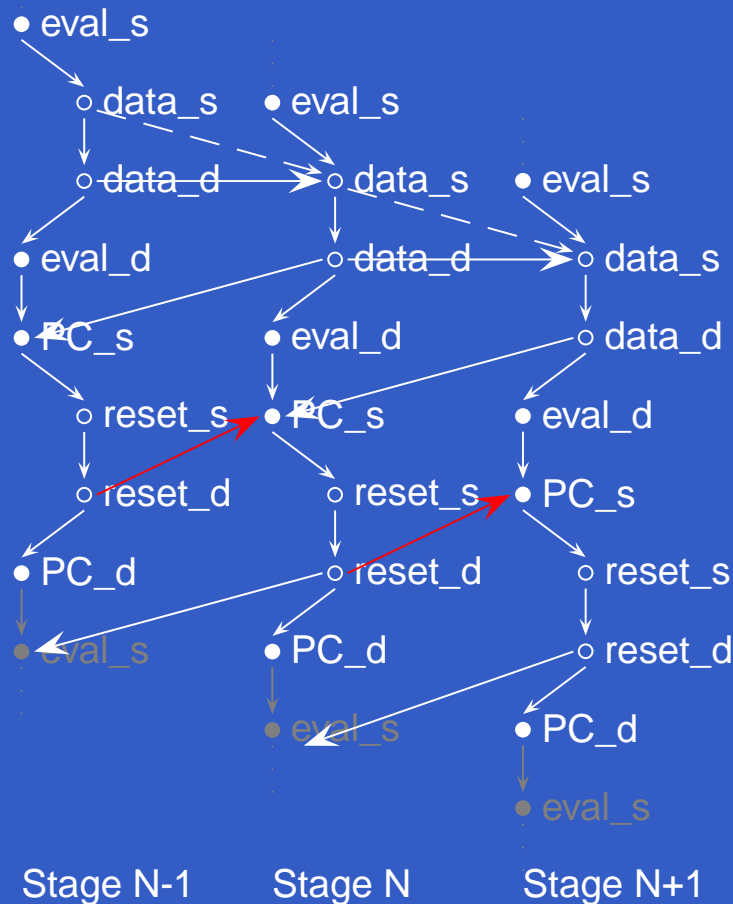 eval_s
data_s eval_s
data_d data_s eval_s
eval_d data_d data_s
PC_s eval_d data_d
reset_s PC_s eval_d
reset_d reset_s PC_s
PC_d reset_d reset_s
eval_s PC_d reset_d
eval_s PC_d
eval_s
Stage N-1 Stage N Stage N+1